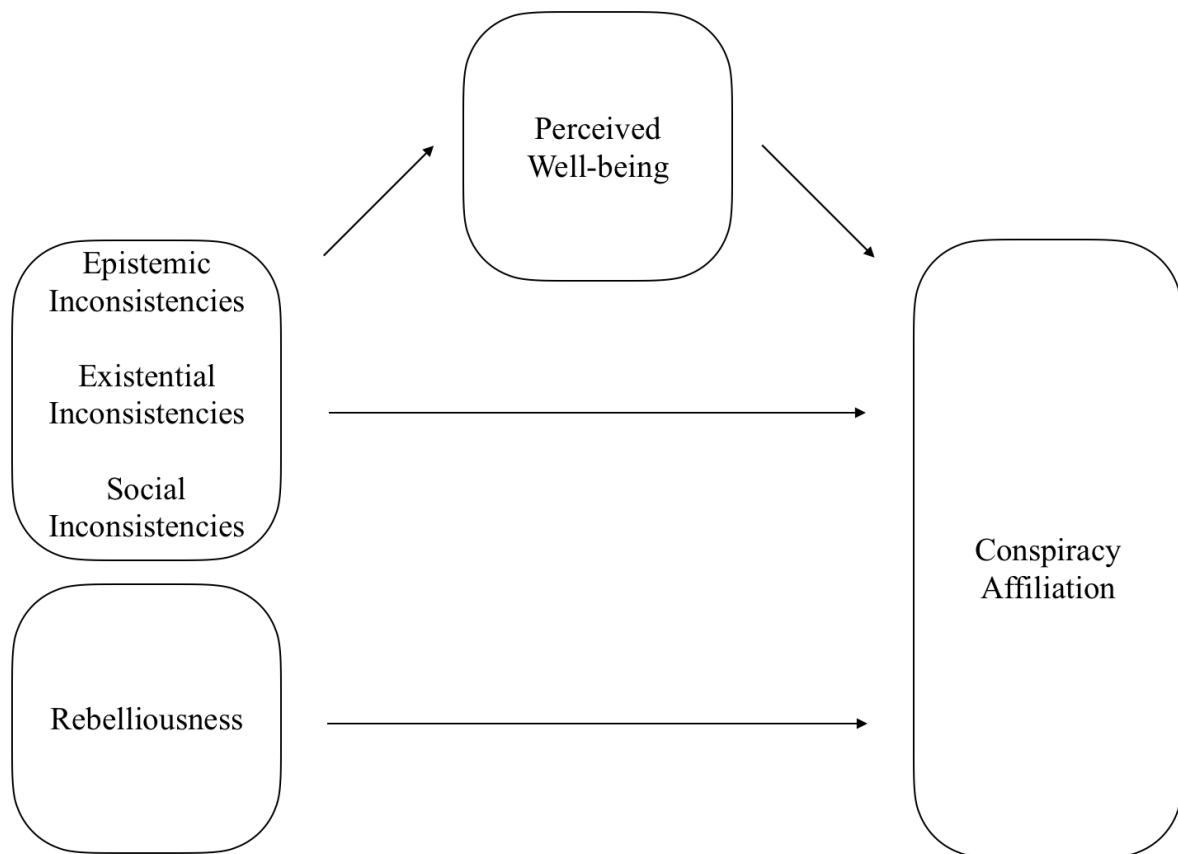 Perceived
Well-being
Epistemic
Inconsistencies
Existential
Inconsistencies
Social
Inconsistencies
Conspiracy
Affiliation
Rebelliousness